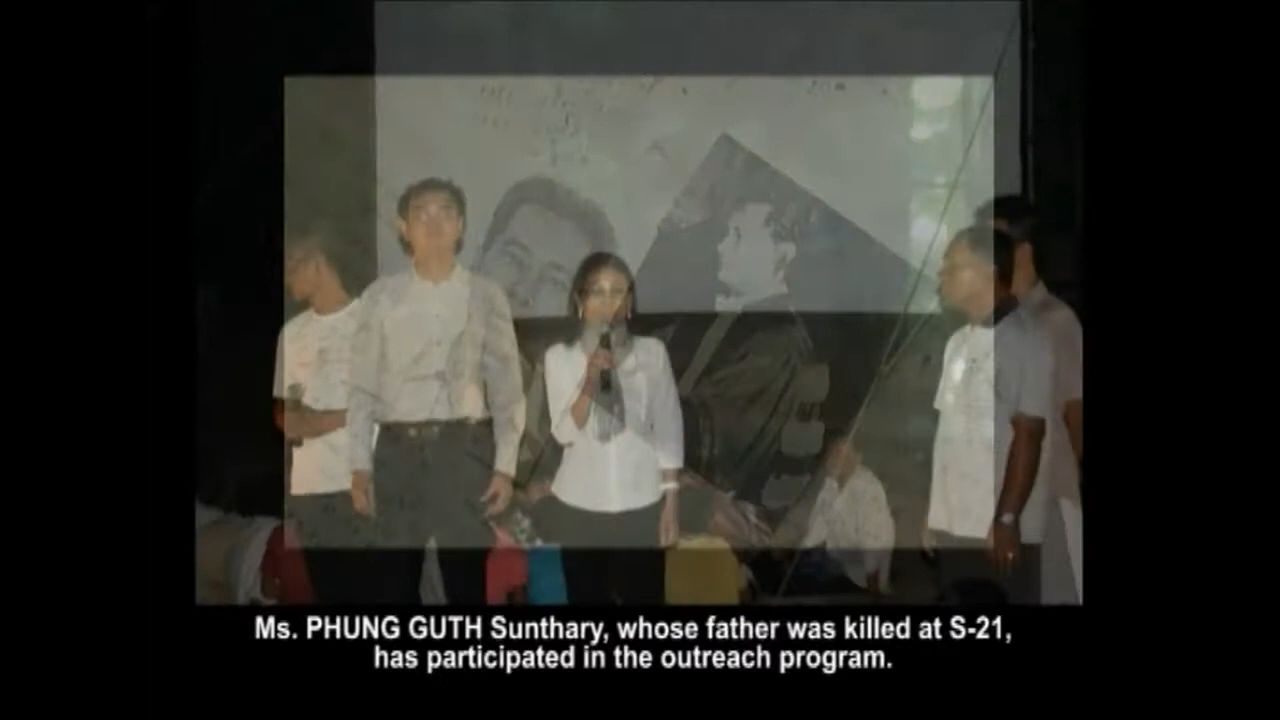 Ms. PHUNG GUTH Sunthary, whose father was killed at S-21,
has participated in the outreach program.